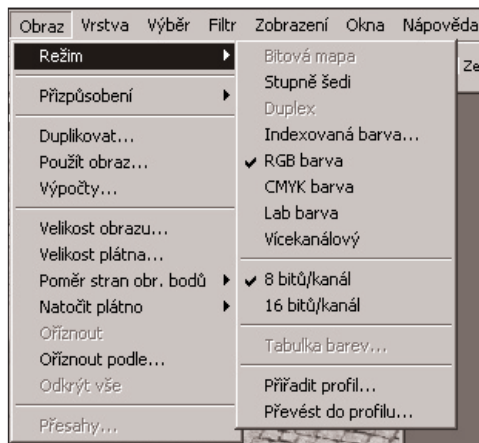 Obraz Vrstva Výběr Filtr Zobrazení Okna Nápověda
Režim
Přizpůsobení
Duplikovat...
Použít obraz...
Výpočty...
Velikost obrazu...
Velikost plátna...
Poměr stran obr. bodů
Natočit plátno
Oříznout
Oříznout podle...
Odkrýt vše
Přesahy...
Bitová mapa
Stupně šedi
Duplex
Indexovaná barva...
RGB barva
CMYK barva
Lab barva
Vícekanálový
8 bitů/kanál
16 bitů/kanál
Tabulka barev...
Přiřadit profil...
Převést do profilu...